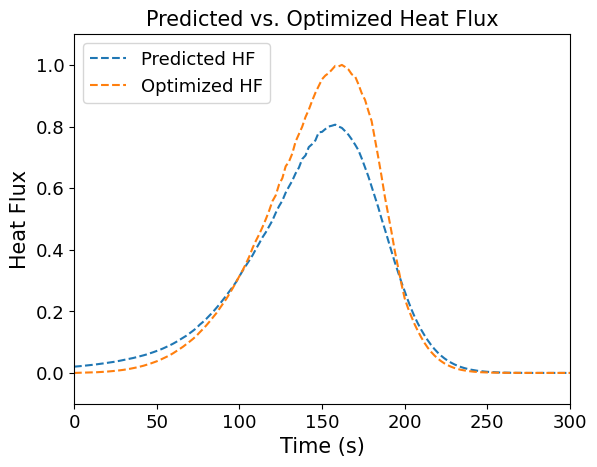 Predicted vs. Optimized Heat Flux
Predicted HF
Optimized HF
Heat Flux
1.0
0.8
0.6
0.4
0.2
0.0
0 50 100 150 200 250 300
Time (s)